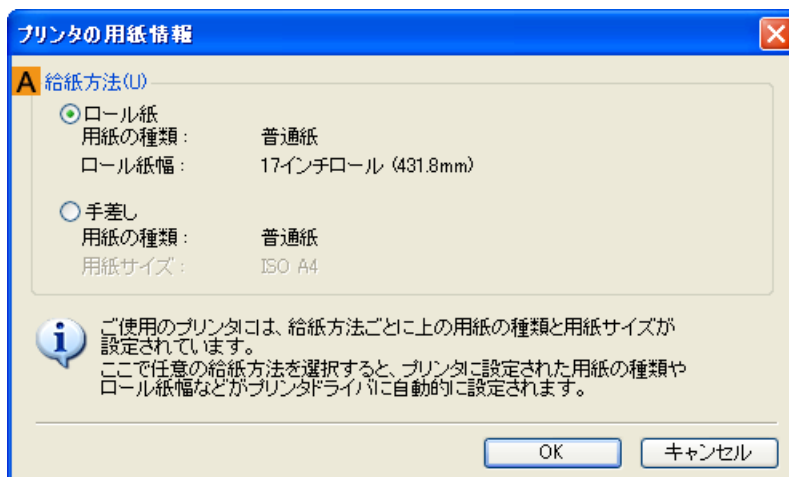 プリンタの用紙情報
A 給紙方法(U)
ロール紙
用紙の種類： 普通紙
ロール紙幅： 17インチロール (431.8mm)
手差し
用紙の種類： 普通紙
用紙サイズ： ISO A4
ご使用のプリンタには、給紙方法ごとに上の用紙の種類と用紙サイズが
設定されています。
ここで任意の給紙方法を選択すると、プリンタに設定された用紙の種類や
ロール紙幅などがプリンタドライバに自動的に設定されます。
OK キャンセル